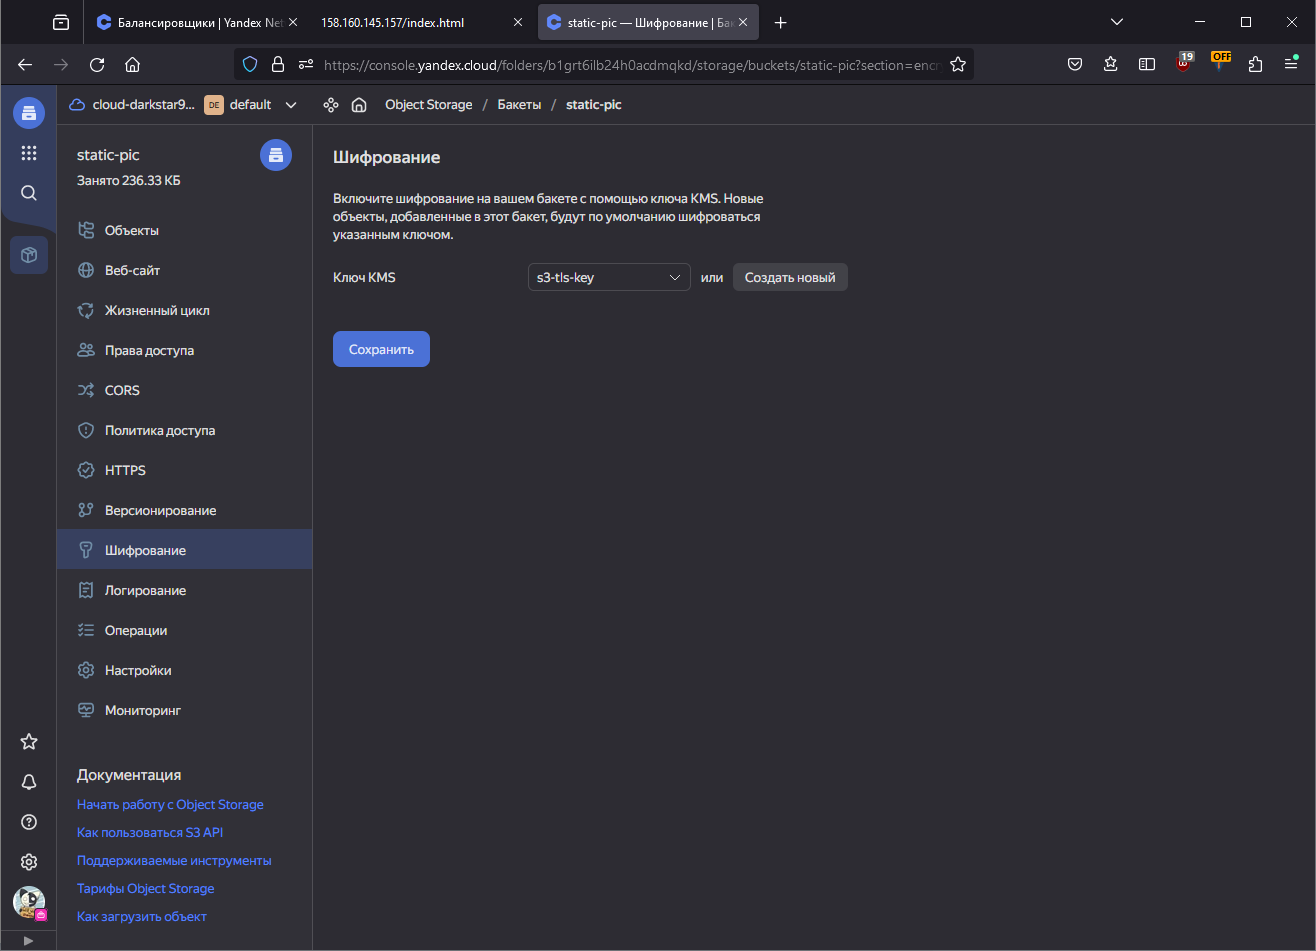 Балансировщики | Yandex Net
158.160.145.157/index.html
static-pic — Шифрование | Бак
https://console.yandex.cloud/folders/b1grt6ilb24h0acdmqkd/storage/buckets/static-pic?section=encr
19
OFF
cloud-darkstar9...
DE
default
Object Storage / Бакеты / static-pic
static-pic
Занято 236.33 КБ
Объекты
Веб-сайт
Жизненный цикл
Права доступа
CORS
Политика доступа
HTTPS
Версионирование
Шифрование
Логирование
Операции
Настройки
Мониторинг
Документация
Начать работу с Object Storage
Как пользоваться S3 API
Поддерживаемые инструменты
Тарифы Object Storage
Как загрузить объект
Шифрование
Включите шифрование на вашем бакете с помощью ключа KMS. Новые
объекты, добавленные в этот бакет, будут по умолчанию шифроваться
указанным ключом.
Ключ KMS
s3-tls-key
или
Создать новый
Сохранить